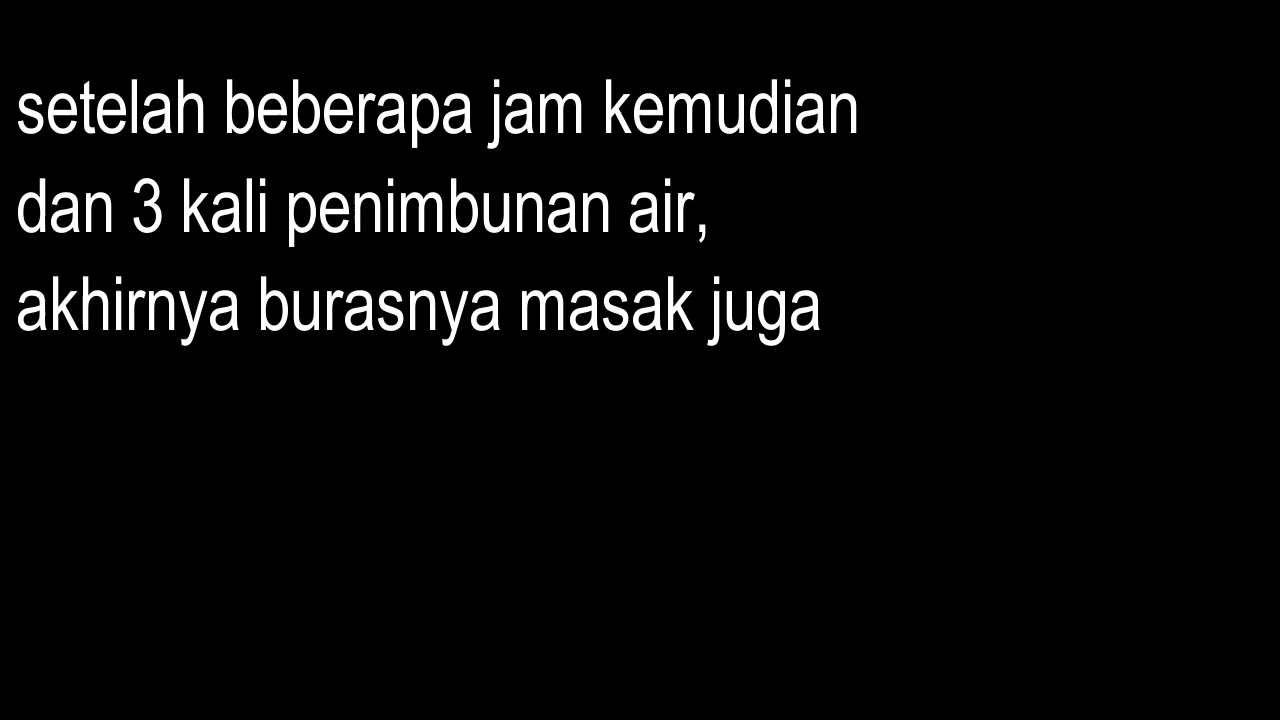 setelah beberapa jam kemudian
dan 3 kali penimbunan air,
akhirnya burasnya masak juga